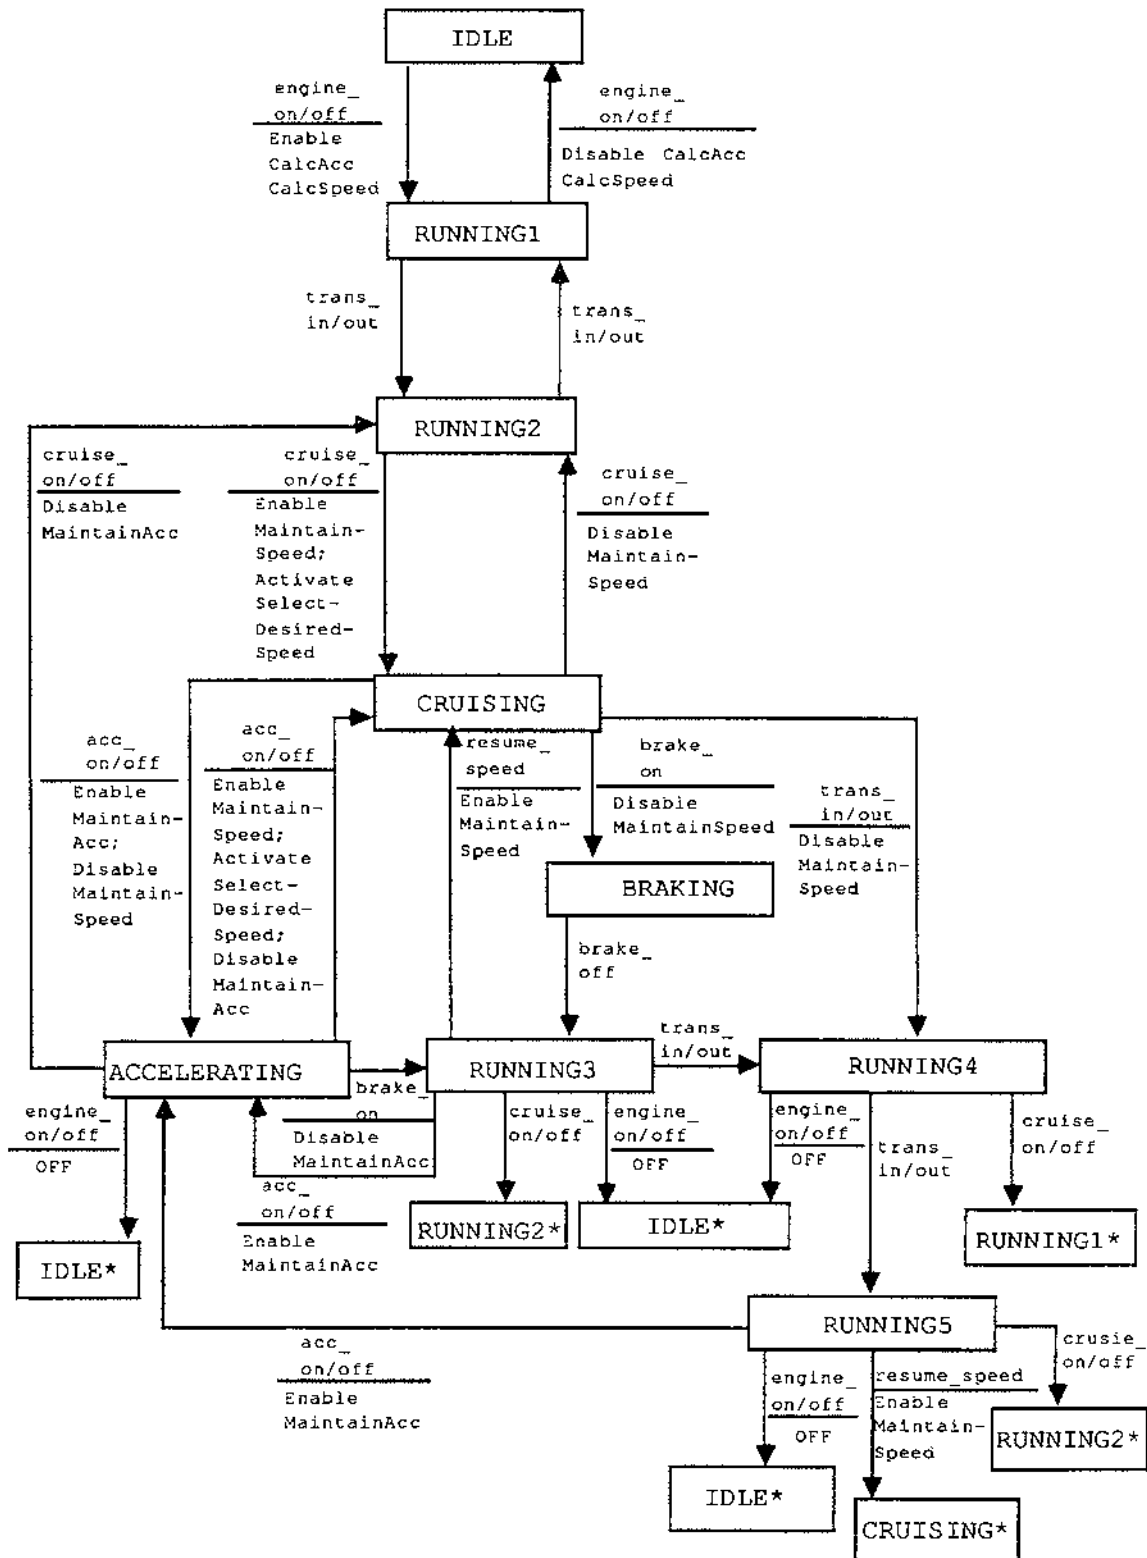 IDLE
engine_
on/off
Enable
CalcAcc
CalcSpeed
engine_
on/off
Disable CalcAcc
CalcSpeed
RUNNING1
trans_
in/out
trans_
in/out
RUNNING2
cruise_
on/off
Disable
MaintainAcc
cruise_
on/off
Enable
Maintain-
Speed;
Activate
Select-
Desired-
Speed
cruise_
on/off
Disable
Maintain-
Speed
CRUISING
acc_
on/off
Enable
Maintain-
Acc;
Disable
Maintain-
Speed
acc_
on/off
Enable
Maintain-
Speed;
Activate
Select-
Desired-
Speed;
Disable
Maintain-
Acc
resume_
speed
Enable
Maintain-
Speed
brake_
on
Disable
MaintainSpeed
trans_
in/out
Disable
Maintain-
Speed
BRAKING
brake_
off
ACCELERATING
brake_
on
Disable
MaintainAcc
RUNNING3
trans_
in/out
RUNNING4
engine_
on/off
OFF
acc_
on/off
Enable
MaintainAcc
cruise_
on/off
engine_
on/off
OFF
engine_
on/off
OFF
trans_
in/out
cruise_
on/off
IDLE*
RUNNING2*
IDLE*
RUNNING1*
RUNNING5
acc_
on/off
Enable
MaintainAcc
engine_
on/off
OFF
resume_speed
Enable
Maintain-
Speed
crusie_
on/off
IDLE*
CRUISING*
RUNNING2*